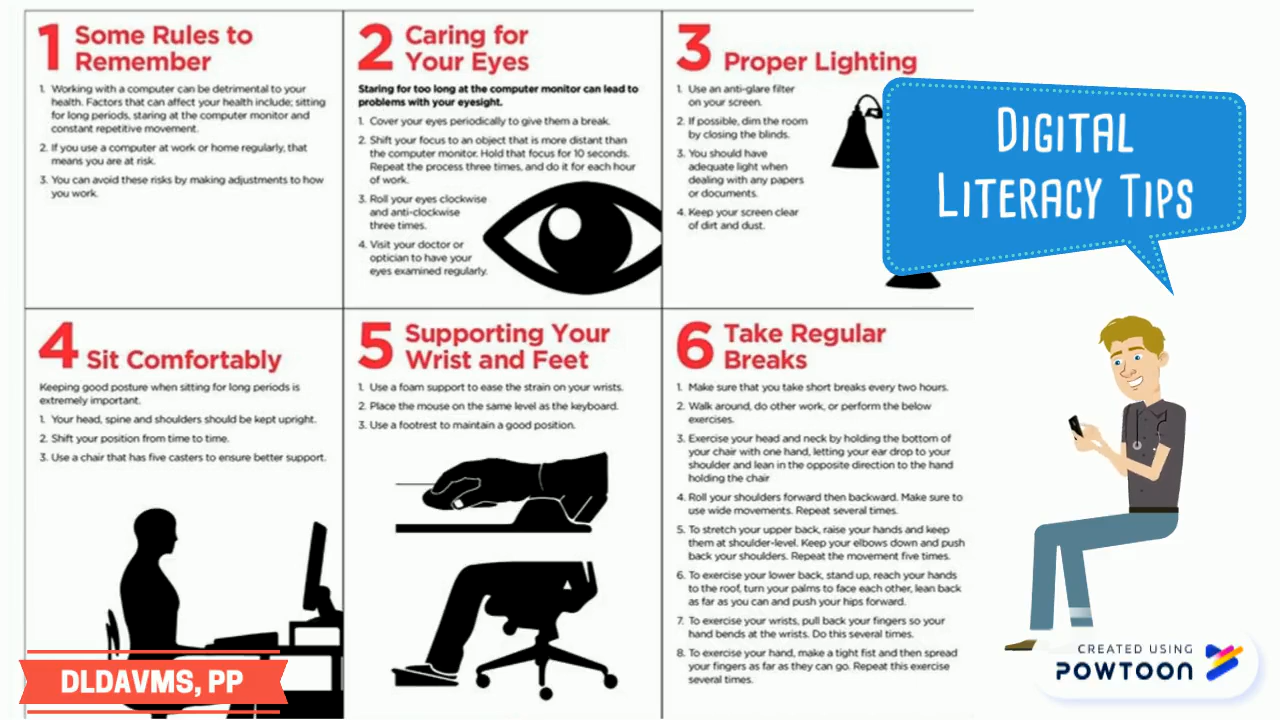 1 Some Rules to
Remember
1. Working with a computer can be detrimental to your
health. Factors that can affect your health include; sitting
for long periods, staring at the computer monitor and
constant repetitive movement.
2. If you use a computer at work or home regularly, that
means you are at risk.
3. You can avoid these risks by making adjustments to how
you work.
2 Caring for
Your Eyes
Staring for too long at the computer monitor can lead to
problems with your eyesight.
1. Cover your eyes periodically to give them a break.
2. Shift your focus to an object that is more distant than
the computer monitor. Hold that focus for 10 seconds.
Repeat the process three times, and do it for each hour
of work.
3. Roll your eyes clockwise
and anti-clockwise
three times.
4. Visit your doctor or
optician to have your
eyes examined regularly.
3 Proper Lighting
1. Use an anti-glare filter
on your screen.
2. If possible, dim the room
by closing the blinds.
3. You should have
adequate light when
dealing with any papers
or documents.
4. Keep your screen clear
of dirt and dust.
Digital
Literacy Tips
4 Sit Comfortably
Keeping good posture when sitting for long periods is
extremely important.
1. Your head, spine and shoulders should be kept upright.
2. Shift your position from time to time.
3. Use a chair that has five casters to ensure better support.
5 Supporting Your
Wrist and Feet
1. Use a foam support to ease the strain on your wrists.
2. Place the mouse on the same level as the keyboard.
3. Use a footrest to maintain a good position.
6 Take Regular
Breaks
1. Make sure that you take short breaks every two hours.
2. Walk around, do other work, or perform the below
exercises.
3. Exercise your head and neck by holding the bottom of
your chair with one hand, letting your ear drop to your
shoulder and lean in the opposite direction to the hand
holding the chair
4. Roll your shoulders forward then backward. Make sure to
use wide movements. Repeat several times.
5. To stretch your upper back, raise your hands and keep
them at shoulder-level. Keep your elbows down and push
back your shoulders. Repeat the movement five times.
6. To exercise your lower back, stand up, reach your hands
to the roof, turn your palms to face each other, lean back
as far as you can and push your hips forward.
7. To exercise your wrists, pull back your fingers so your
hand bends at the wrists. Do this several times.
8. To exercise your hand, make a tight fist and then spread
your fingers as far as they can go. Repeat this exercise
several times.
DLDAVMS, PP
CREATED USING
POWTOON